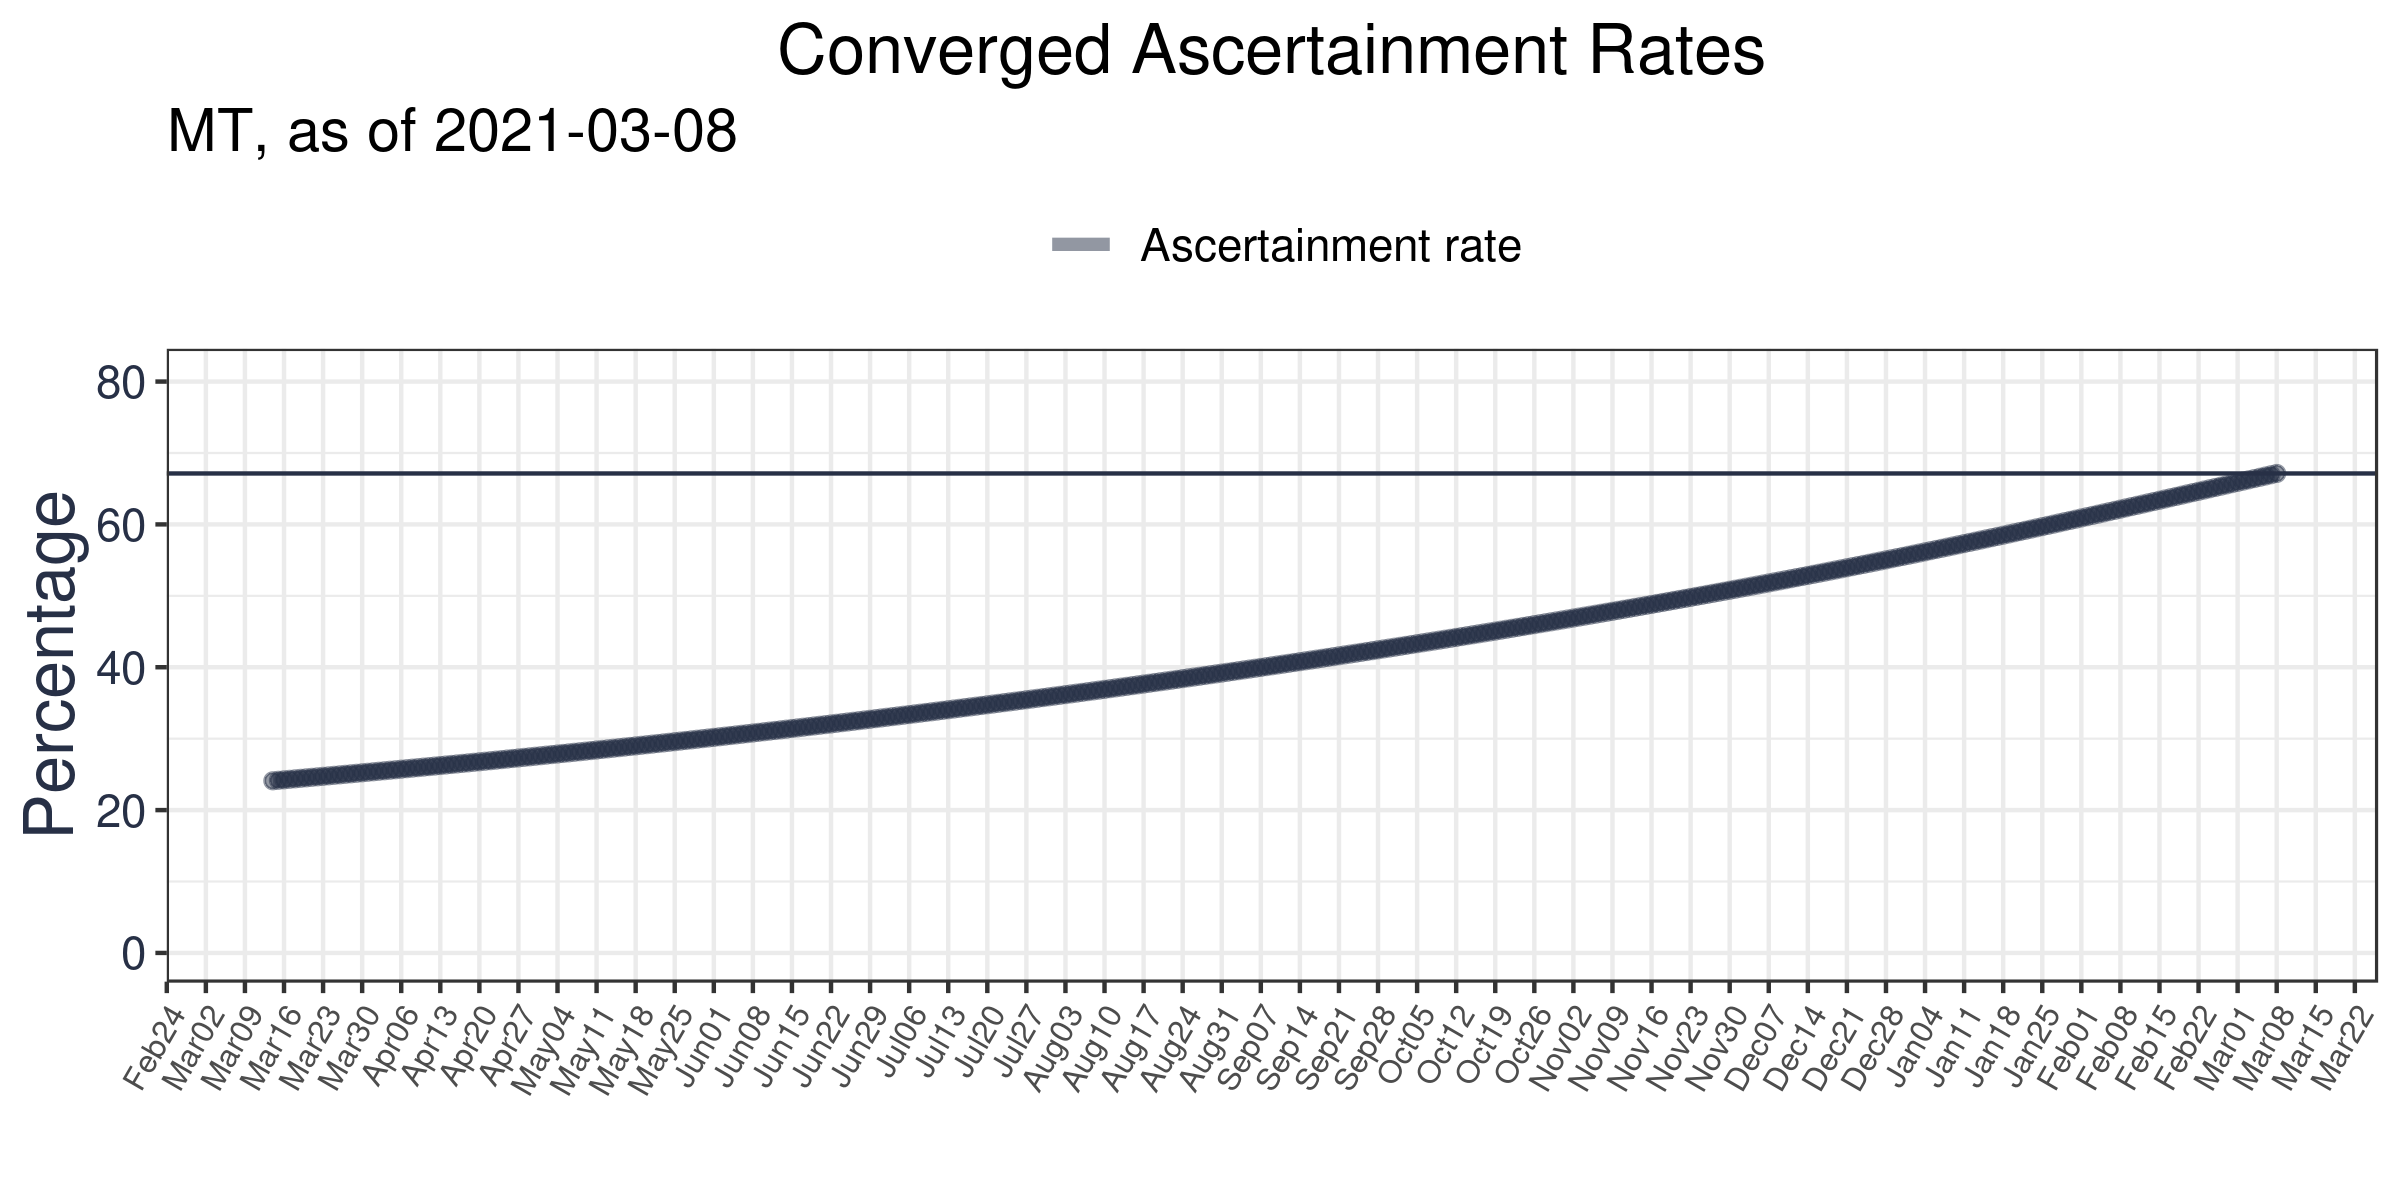 Converged Ascertainment Rates
MT, as of 2021-03-08
Ascertainment rate
Percentage
80
60
40
20
0
Feb24
Mar02
Mar09
Mar16
Mar23
Mar30
Apr06
Apr13
Apr20
Apr27
May04
May11
May18
May25
Jun01
Jun08
Jun15
Jun22
Jun29
Jul06
Jul13
Jul20
Jul27
Aug03
Aug10
Aug17
Aug24
Aug31
Sep07
Sep14
Sep21
Sep28
Oct05
Oct12
Oct19
Oct26
Nov02
Nov09
Nov16
Nov23
Nov30
Dec07
Dec14
Dec21
Dec28
Jan04
Jan11
Jan18
Jan25
Feb01
Feb08
Feb15
Feb22
Mar01
Mar08
Mar15
Mar22